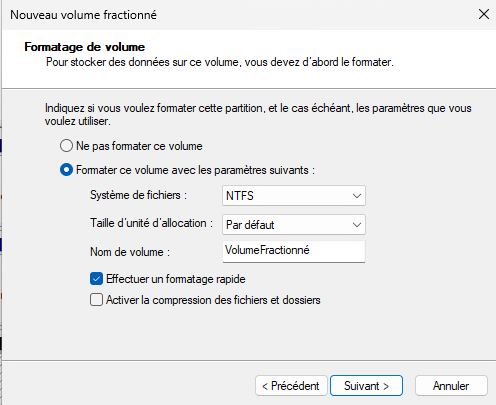 Nouveau volume fractionné
Formatage de volume
Pour stocker des données sur ce volume, vous devez d'abord le formater.
Indiquez si vous voulez formater cette partition, et le cas échéant, les paramètres que vous
voulez utiliser.
Ne pas formater ce volume
Formater ce volume avec les paramètres suivants :
Système de fichiers :
NTFS
Taille d'unité d'allocation :
Par défaut
Nom de volume :
VolumeFractionné
Effectuer un formatage rapide
Activer la compression des fichiers et dossiers
< Précédent
Suivant >
Annuler